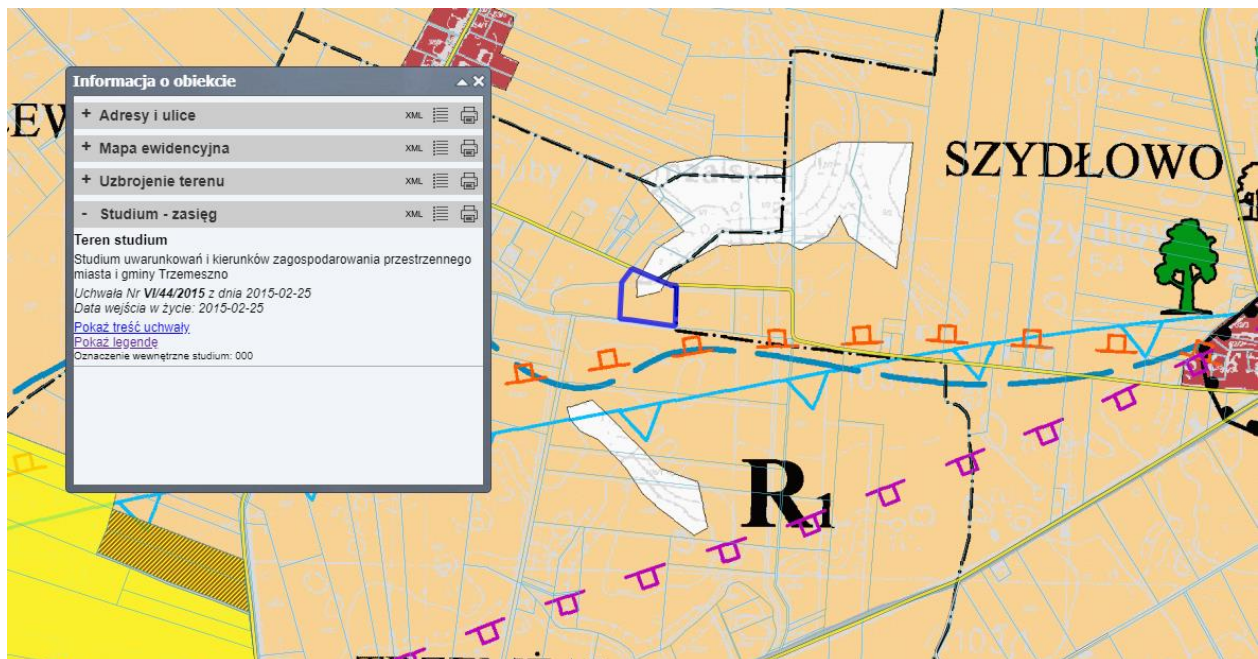 Informacja o obiekcie
+ Adresy i ulice XML
+ Mapa ewidencyjna XML
+ Uzbrojenie terenu XML
- Studium - zasięg XML
Teren studium
Studium uwarunkowań i kierunków zagospodarowania przestrzennego
miasta i gminy Trzemeszno
Uchwała Nr VI/44/2015 z dnia 2015-02-25
Data wejścia w życie: 2015-02-25
Pokaż treść uchwały
Pokaż legendę
Oznaczenie wewnętrzne studium: 000
SZYDŁOWO
Szydłowo
R1